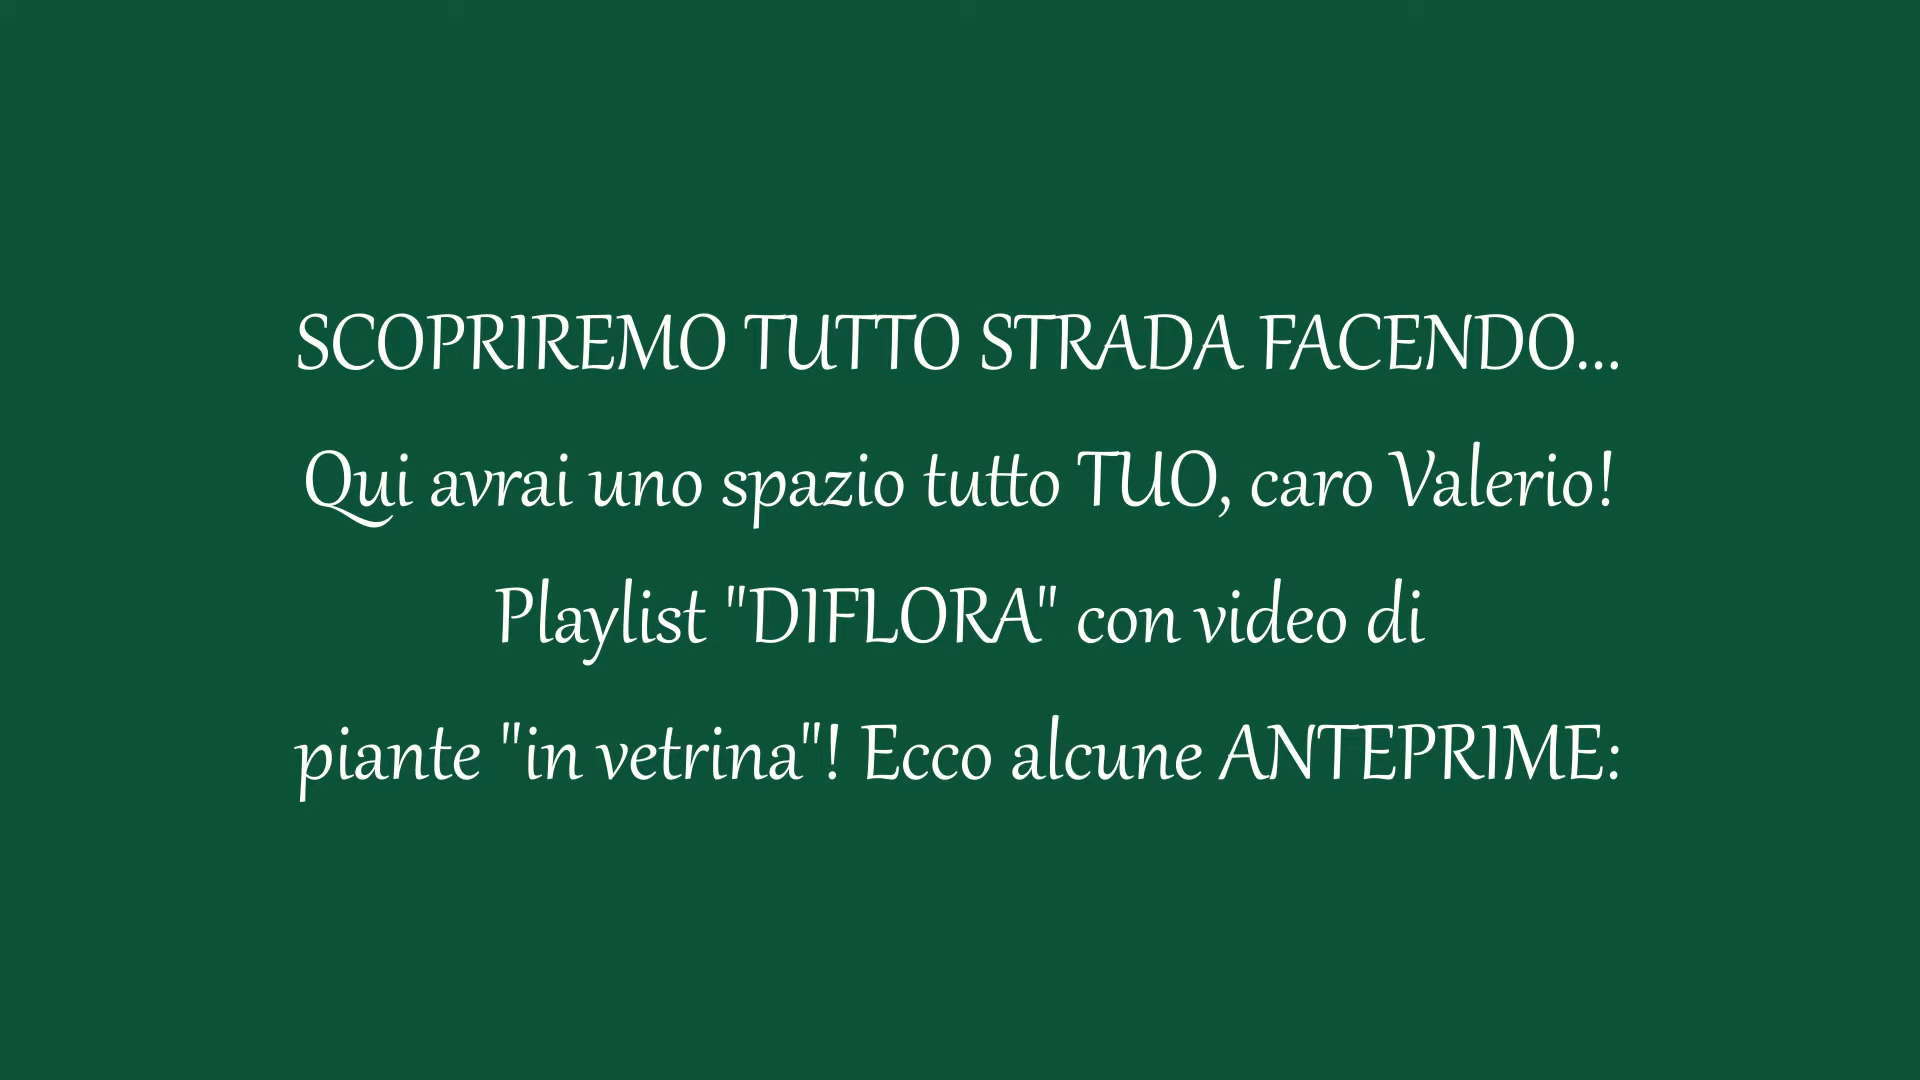 SCOPRIREMO TUTTO STRADA FACENDO...
Qui avrai uno spazio tutto TUO, caro Valerio!
Playlist "DIFLORA" con video di
piante "in vetrina"! Ecco alcune ANTEPRIME: